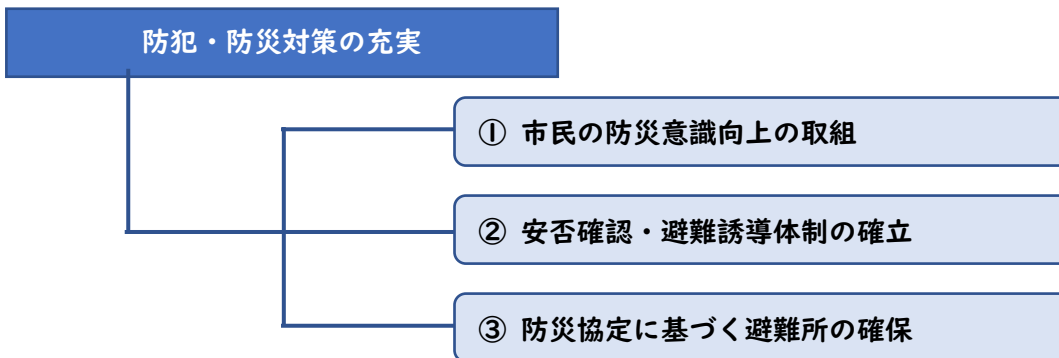 防犯・防災対策の充実
① 市民の防災意識向上の取組
② 安否確認・避難誘導体制の確立
③ 防災協定に基づく避難所の確保